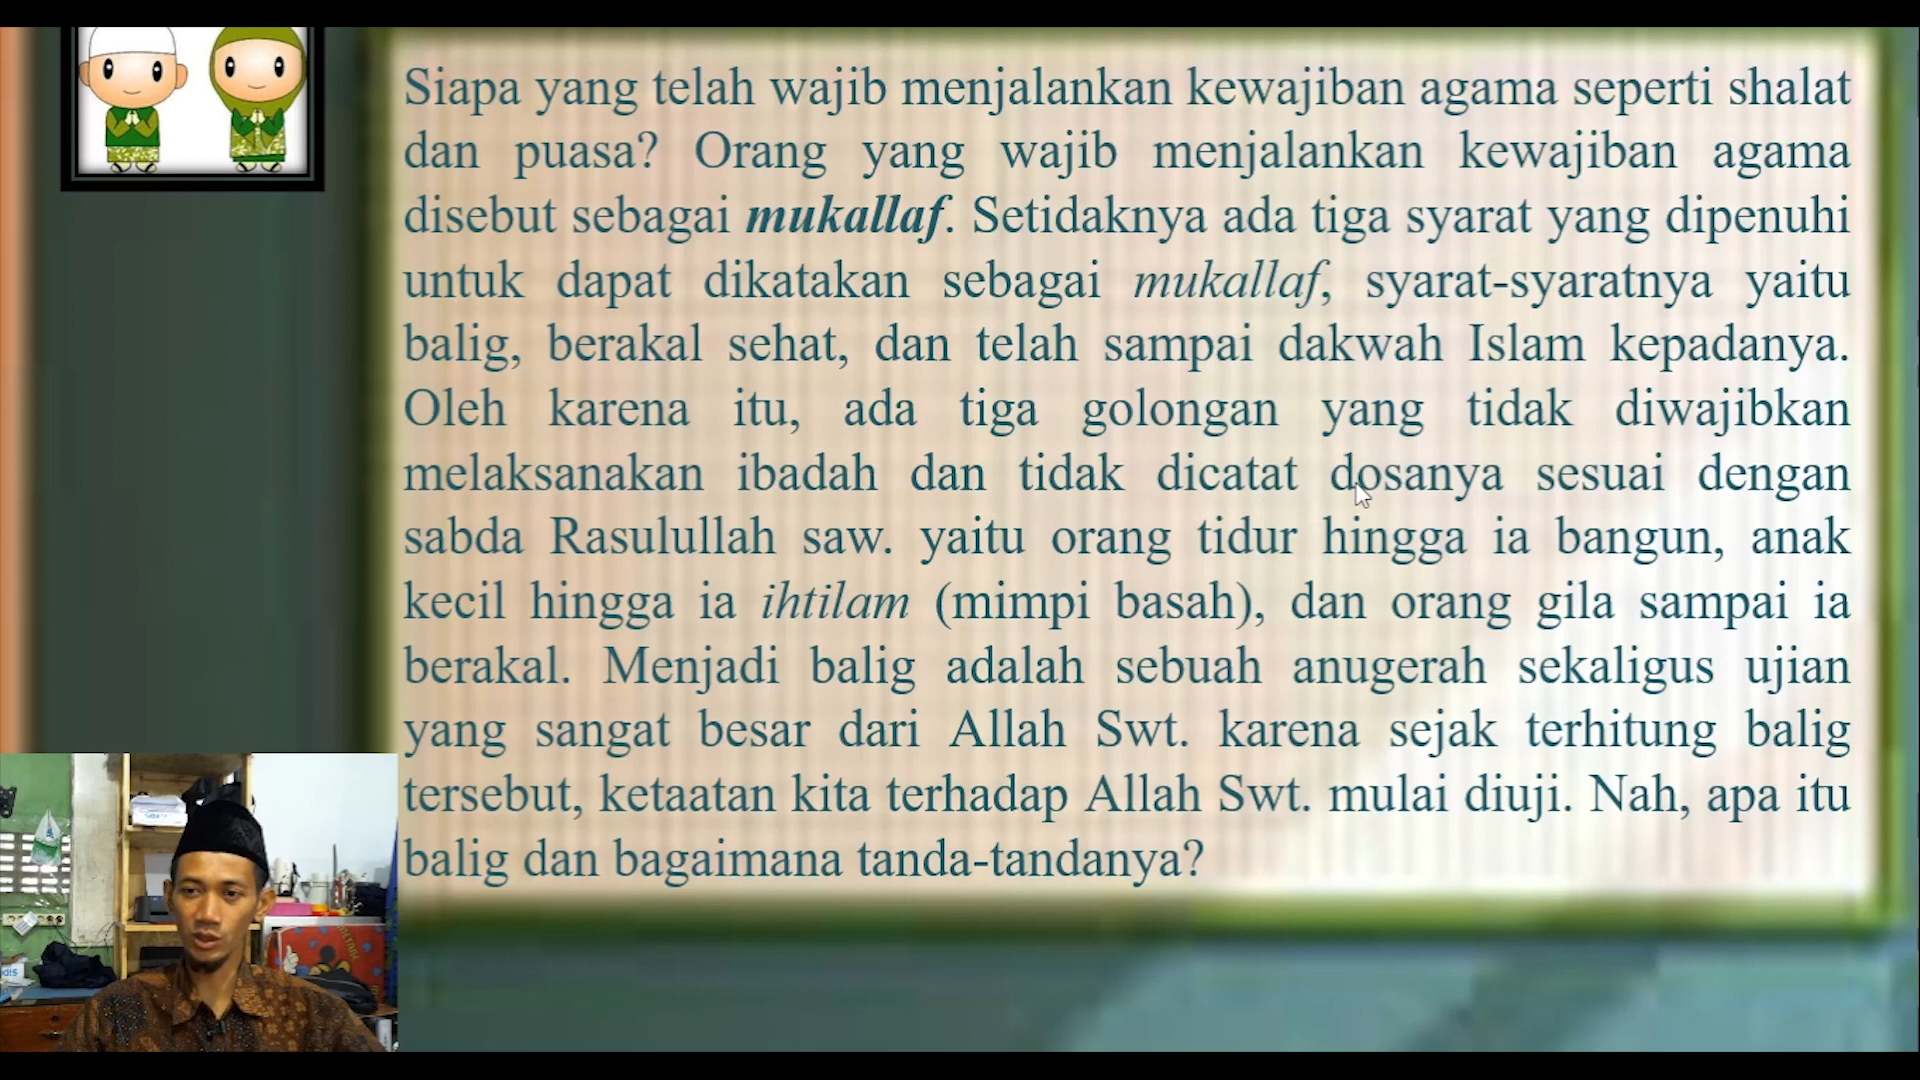 Siapa yang telah wajib menjalankan kewajiban agama seperti shalat
dan puasa? Orang yang wajib menjalankan kewajiban agama
disebut sebagai mukallaf. Setidaknya ada tiga syarat yang dipenuhi
untuk dapat dikatakan sebagai mukallaf, syarat-syaratnya yaitu
balig, berakal sehat, dan telah sampai dakwah Islam kepadanya.
Oleh karena itu, ada tiga golongan yang tidak diwajibkan
melaksanakan ibadah dan tidak dicatat dosanya sesuai dengan
sabda Rasulullah saw. yaitu orang tidur hingga ia bangun, anak
kecil hingga ia ihtilam (mimpi basah), dan orang gila sampai ia
berakal. Menjadi balig adalah sebuah anugerah sekaligus ujian
yang sangat besar dari Allah Swt. karena sejak terhitung balig
tersebut, ketaatan kita terhadap Allah Swt. mulai diuji. Nah, apa itu
balig dan bagaimana tanda-tandanya?